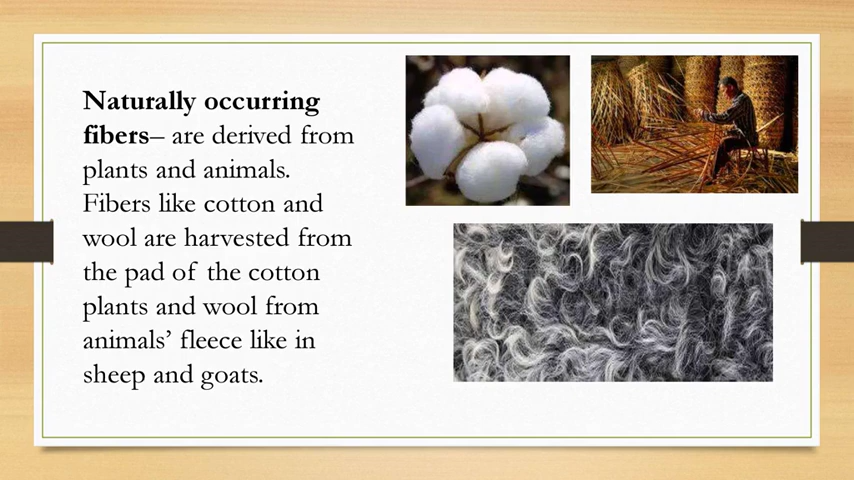 Naturally occurring
fibers– are derived from
plants and animals.
Fibers like cotton and
wool are harvested from
the pad of the cotton
plants and wool from
animals’ fleece like in
sheep and goats.